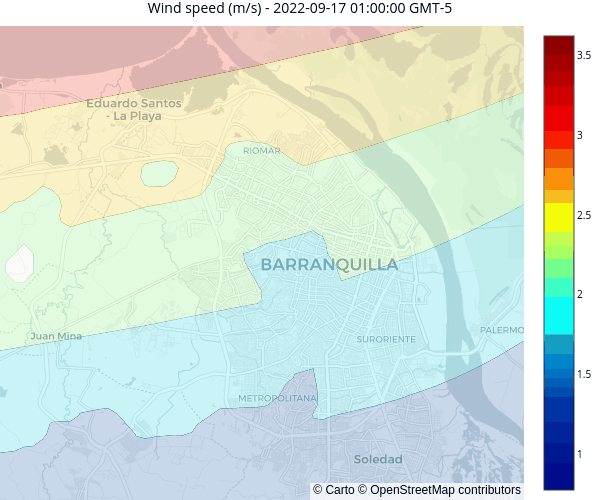 Wind speed (m/s) - 2022-09-17 01:00:00 GMT-5
3.5
Eduardo Santos
- La Playa
3
RIOMAR
2.5
BARRANQUILLA
2
Juan Mina
PALERMO
SURORIENTE
1.5
METROPOLITANA
1
Soledad
© Carto © OpenStreetMap contributors